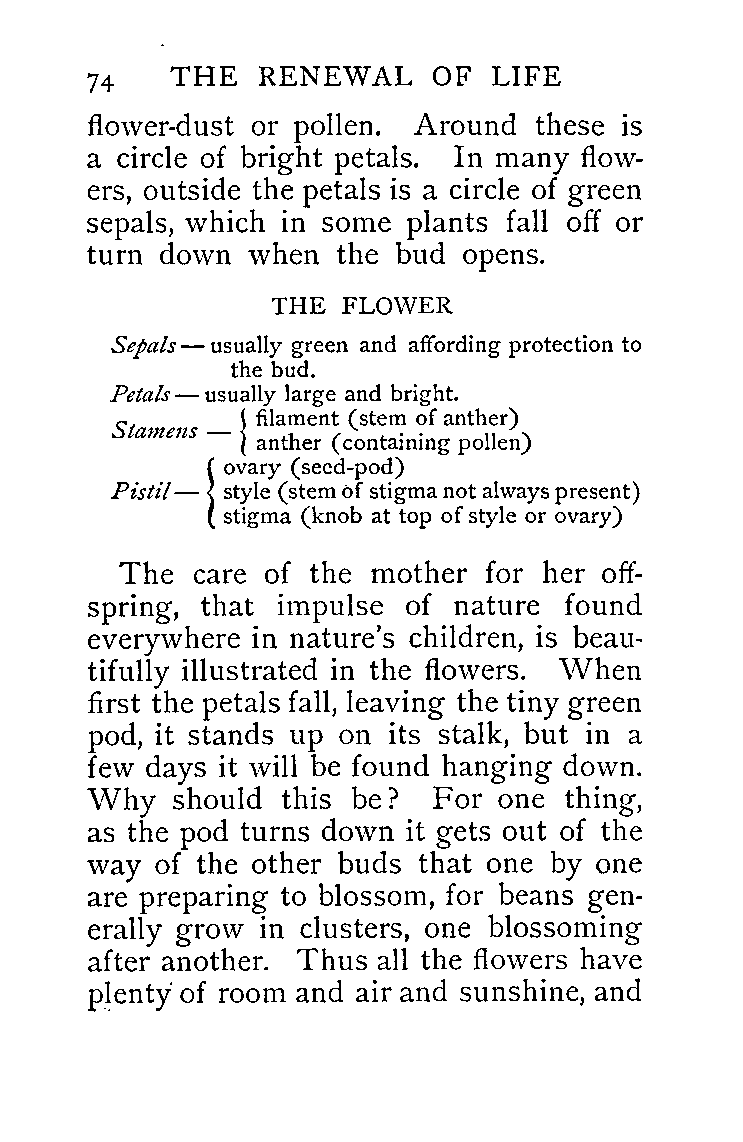 74 THE RENEWAL OF LIFE
flower-dust or pollen. Around these is
a circle of bright petals. In many flow-
ers, outside the petals is a circle of green
sepals, which in some plants fall off or
turn down when the bud opens.
THE FLOWER
Sepals — usually green and affording protection to
the bud.
Petals — usually large and bright.
Stamens — { filament (stem of anther)
anther (containing pollen)
Pistil — { ovary (seed-pod)
style (stem of stigma not always present)
stigma (knob at top of style or ovary)
The care of the mother for her off-
spring, that impulse of nature found
everywhere in nature's children, is beau-
tifully illustrated in the flowers. When
first the petals fall, leaving the tiny green
pod, it stands up on its stalk, but in a
few days it will be found hanging down.
Why should this be? For one thing,
as the pod turns down it gets out of the
way of the other buds that one by one
are preparing to blossom, for beans gen-
erally grow in clusters, one blossoming
after another. Thus all the flowers have
plenty of room and air and sunshine, and